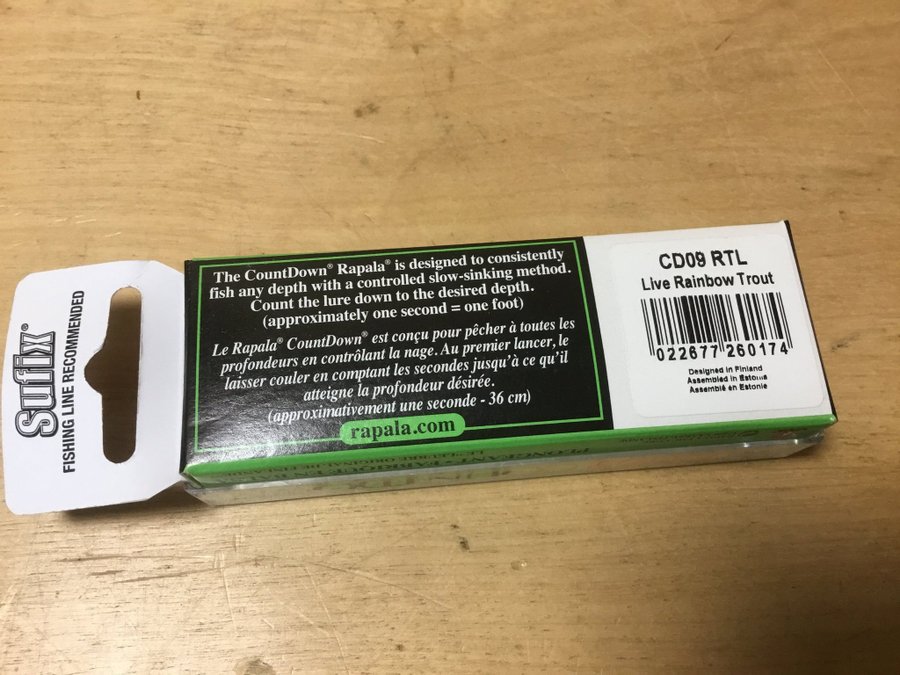 Sufix®
FISHING LINE RECOMMENDED
The CountDown® Rapala® is designed to consistently
fish any depth with a controlled slow-sinking method.
Count the lure down to the desired depth.
(approximately one second = one foot)
Le Rapala® CountDown® est conçu pour pêcher à toutes les
profondeurs en contrôlant la nage. Au premier lancer, le
laisser couler en comptant les secondes jusqu'à ce qu'il
atteigne la profondeur désirée.
(approximativement une seconde - 36 cm)
rapala.com
CD09 RTL
Live Rainbow Trout
022677 260174
Designed in Finland
Assembled in Estonia
Assemblé en Estonie